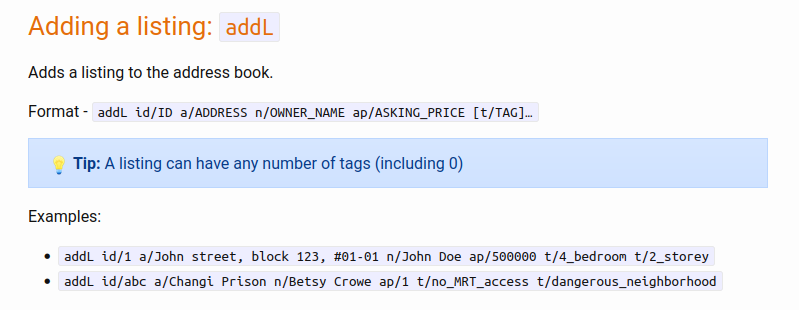 Adding a listing: addL
Adds a listing to the address book.
Format - addL id/ID a/ADDRESS n/OWNER_NAME ap/ASKING_PRICE [t/TAG]…
💡 Tip: A listing can have any number of tags (including 0)
Examples:
• addL id/1 a/John street, block 123, #01-01 n/John Doe ap/500000 t/4_bedroom t/2_storey
• addL id/abc a/Changi Prison n/Betsy Crowe ap/1 t/no_MRT_access t/dangerous_neighborhood